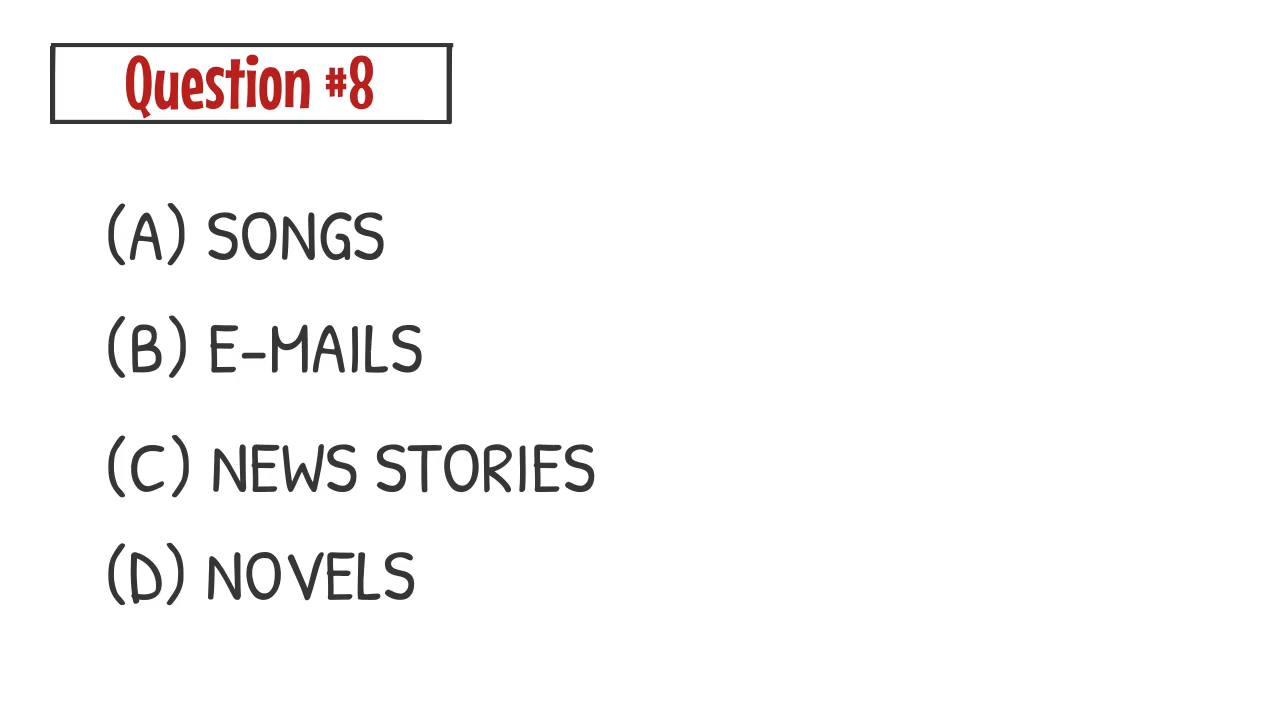 Question #8
(A) SONGS
(B) E-MAILS
(C) NEWS STORIES
(D) NOVELS